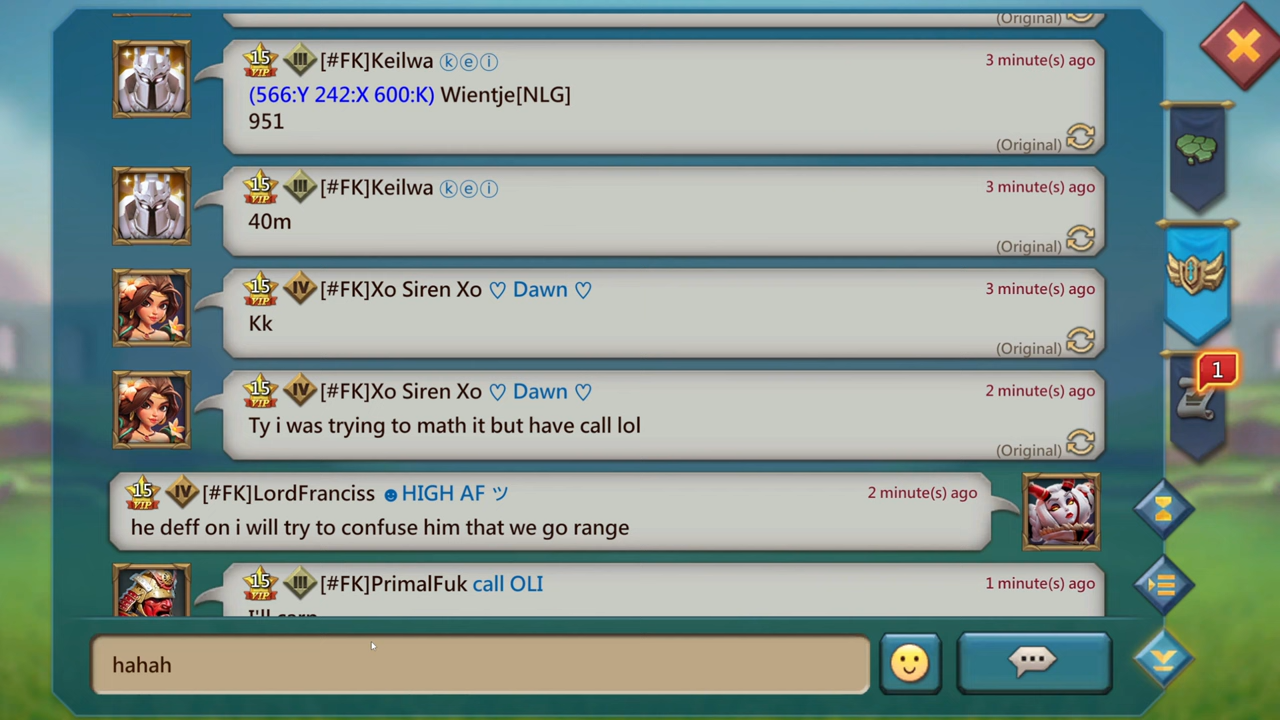 (Original)
15 VIP III [#FK]Keilwa ⓚⓔⓘ 3 minute(s) ago
(566:Y 242:X 600:K) Wientje[NLG]
951
(Original)
15 VIP III [#FK]Keilwa ⓚⓔⓘ 3 minute(s) ago
40m
(Original)
15 VIP IV [#FK]Xo Siren Xo ♡ Dawn ♡ 3 minute(s) ago
Kk
(Original)
15 VIP IV [#FK]Xo Siren Xo ♡ Dawn ♡ 2 minute(s) ago
Ty i was trying to math it but have call lol
(Original)
15 VIP IV [#FK]LordFranciss ☻HIGH AF ツ 2 minute(s) ago
he deff on i will try to confuse him that we go range
15 VIP III [#FK]PrimalFuk call OLI 1 minute(s) ago
I'll
hahah
1